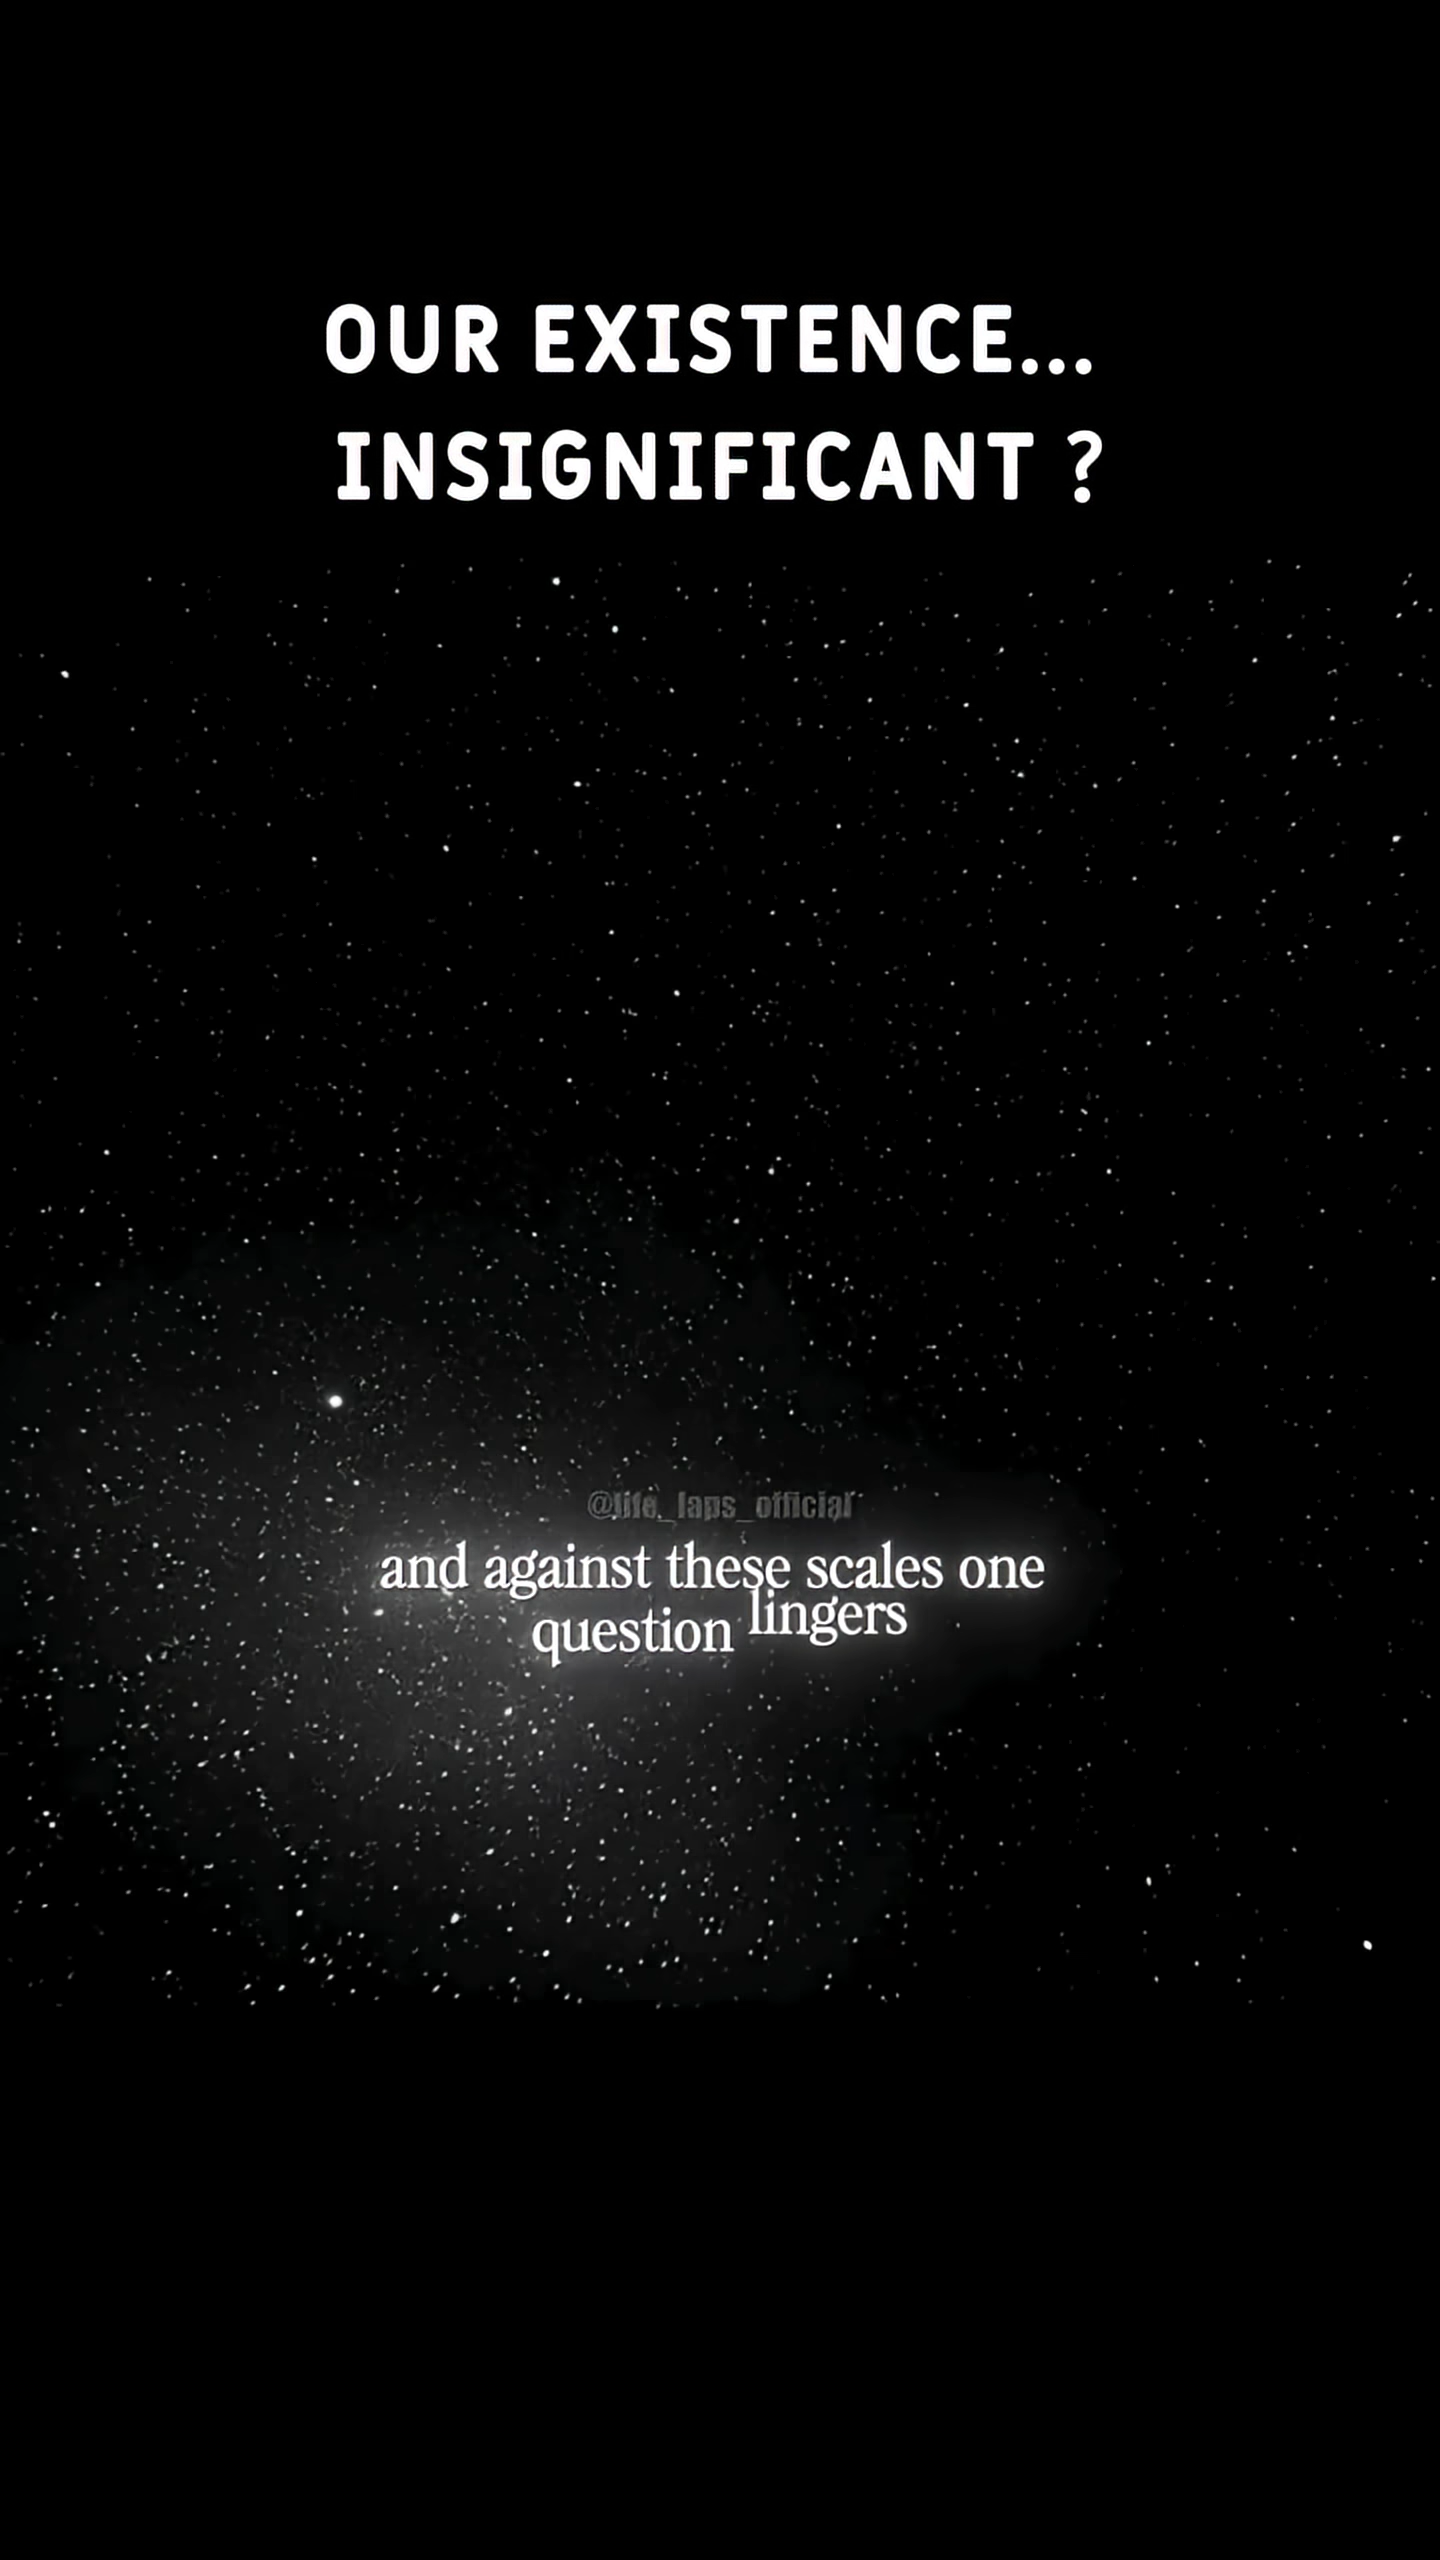 OUR EXISTENCE...
INSIGNIFICANT ?
@life_laps_official
and against these scales one
question lingers